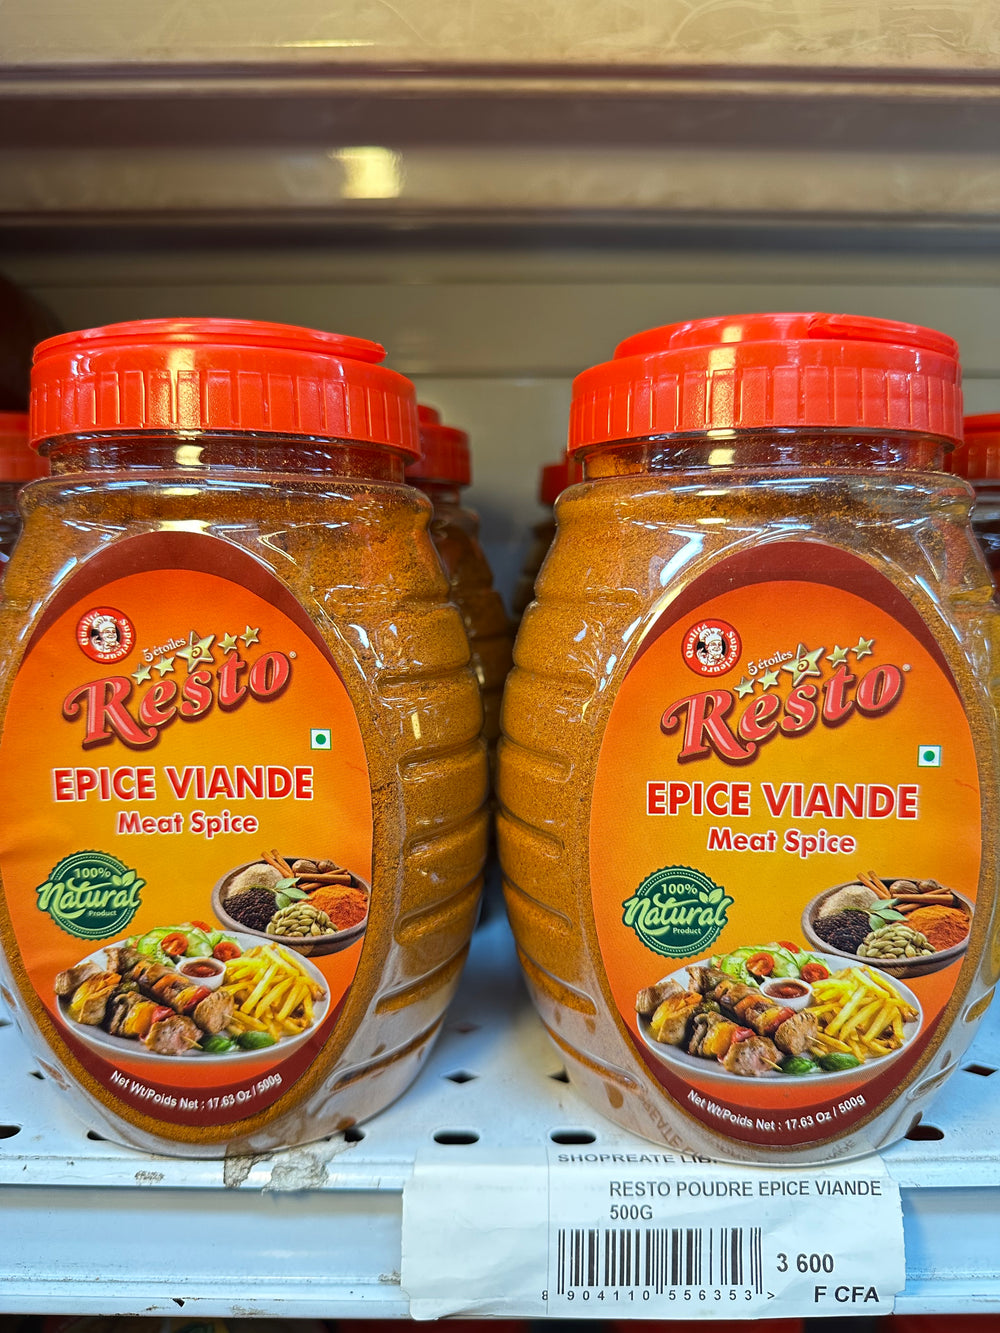 Qualité Supérieure
5 étoiles
5
Resto®
EPICE VIANDE
Meat Spice
100%
Natural
Product
Net Wt/Poids Net : 17.63 Oz / 500g
Qualité Supérieure
5 étoiles
5
Resto®
EPICE VIANDE
Meat Spice
100%
Natural
Product
Net Wt/Poids Net : 17.63 Oz / 500g
SHOPREATE
RESTO POUDRE EPICE VIANDE
500G
3 600
F CFA
8 904110 556353 >